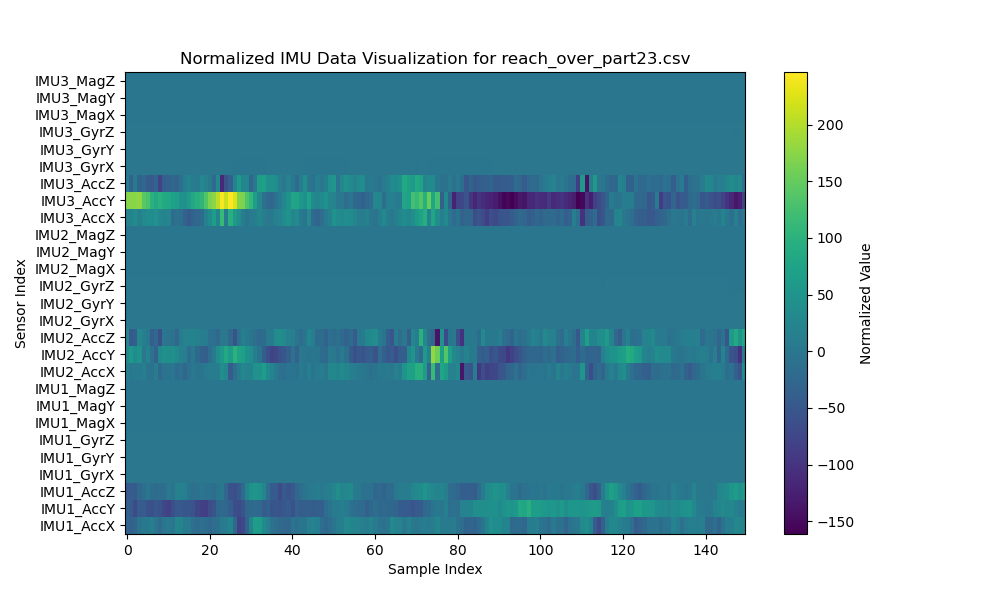 Normalized IMU Data Visualization for reach_over_part23.csv
IMU3_MagZ
IMU3_MagY
IMU3_MagX
IMU3_GyrZ
IMU3_GyrY
IMU3_GyrX
IMU3_AccZ
IMU3_AccY
IMU3_AccX
IMU2_MagZ
IMU2_MagY
IMU2_MagX
IMU2_GyrZ
IMU2_GyrY
IMU2_GyrX
IMU2_AccZ
IMU2_AccY
IMU2_AccX
IMU1_MagZ
IMU1_MagY
IMU1_MagX
IMU1_GyrZ
IMU1_GyrY
IMU1_GyrX
IMU1_AccZ
IMU1_AccY
IMU1_AccX
Sensor Index
0 20 40 60 80 100 120 140
Sample Index
200
150
100
50
0
−50
−100
−150
Normalized Value